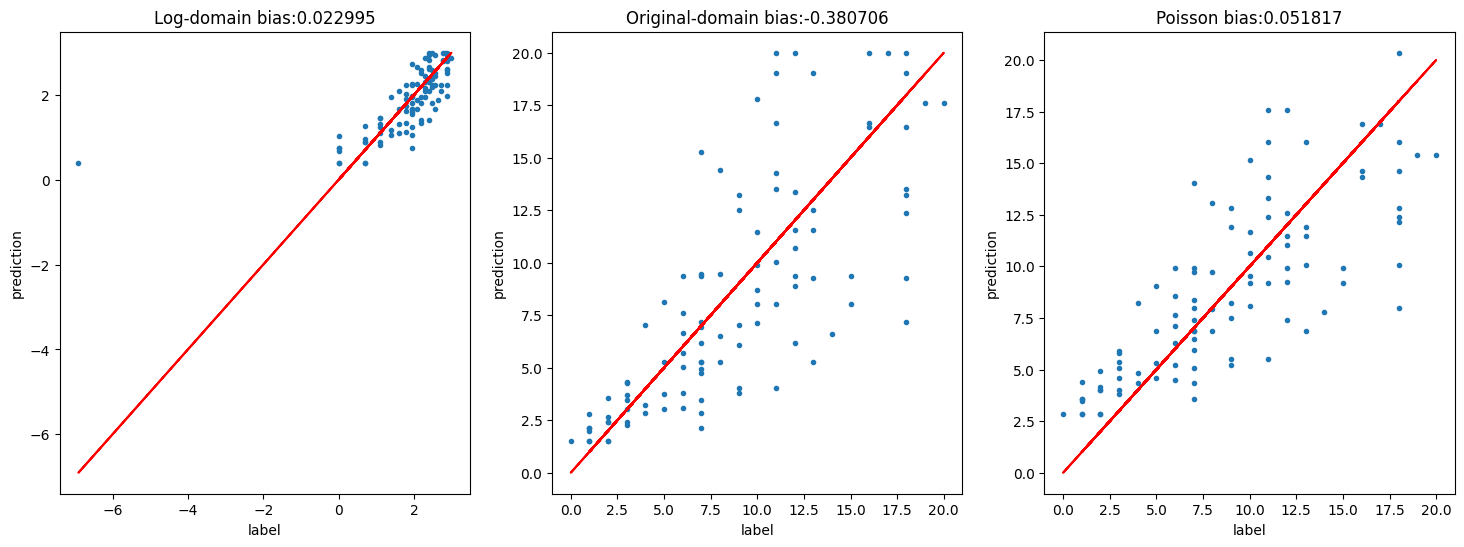 Log-domain bias:0.022995
2
0
−2
−4
−6
prediction
−6 −4 −2 0 2
label
Original-domain bias:-0.380706
20.0
17.5
15.0
12.5
10.0
7.5
5.0
2.5
0.0
prediction
0.0 2.5 5.0 7.5 10.0 12.5 15.0 17.5 20.0
label
Poisson bias:0.051817
20.0
17.5
15.0
12.5
10.0
7.5
5.0
2.5
0.0
prediction
0.0 2.5 5.0 7.5 10.0 12.5 15.0 17.5 20.0
label